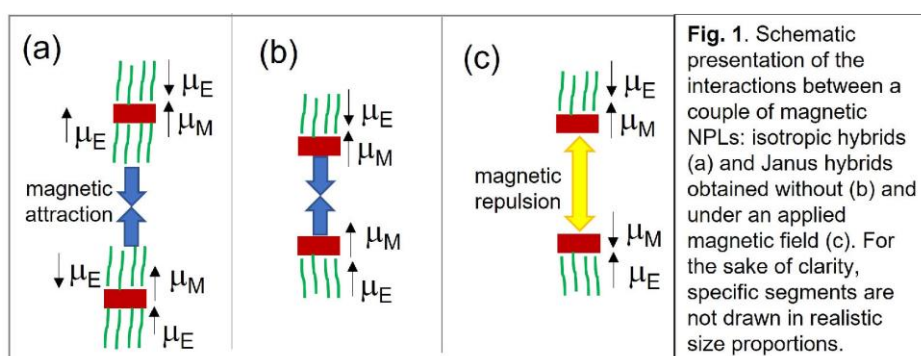 (a)
μE
μM
μE
magnetic
attraction
μE
μM
μE
(b)
μE
μM
μM
μE
(c)
μE
μM
magnetic
repulsion
μM
μE
Fig. 1. Schematic
presentation of the
interactions between a
couple of magnetic
NPLs: isotropic hybrids
(a) and Janus hybrids
obtained without (b) and
under an applied
magnetic field (c). For
the sake of clarity,
specific segments are
not drawn in realistic
size proportions.